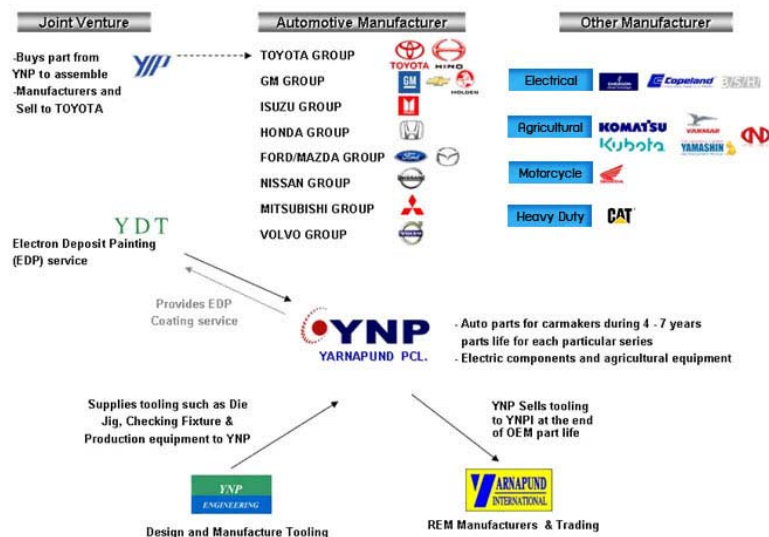 Joint Venture
Automotive Manufacturer
Other Manufacturer
-Buys part from
YNP to assemble
-Manufacturers and
Sell to TOYOTA
YIP
TOYOTA GROUP
TOYOTA
HINO
GM GROUP
GM
HOLDEN
ISUZU GROUP
HONDA GROUP
FORD/MAZDA GROUP
Ford
NISSAN GROUP
NISSAN
MITSUBISHI GROUP
VOLVO GROUP
VOLVO
Electrical
EMERSON
Copeland
B/S/H/
Agricultural
KOMATSU
YANMAR
Kubota
YAMASHIN
Motorcycle
HONDA
Heavy Duty
CAT
YDT
Electron Deposit Painting
(EDP) service
Provides EDP
Coating service
YNP
YARNAPUND PCL.
- Auto parts for carmakers during 4 - 7 years
parts life for each particular series
- Electric components and agricultural equipment
Supplies tooling such as Die
Jig, Checking Fixture &
Production equipment to YNP
YNP Sells tooling
to YNPI at the end
of OEM part life
YNP
ENGINEERING
YARNAPUND
INTERNATIONAL
Design and Manufacture Tooling
REM Manufacturers & Trading